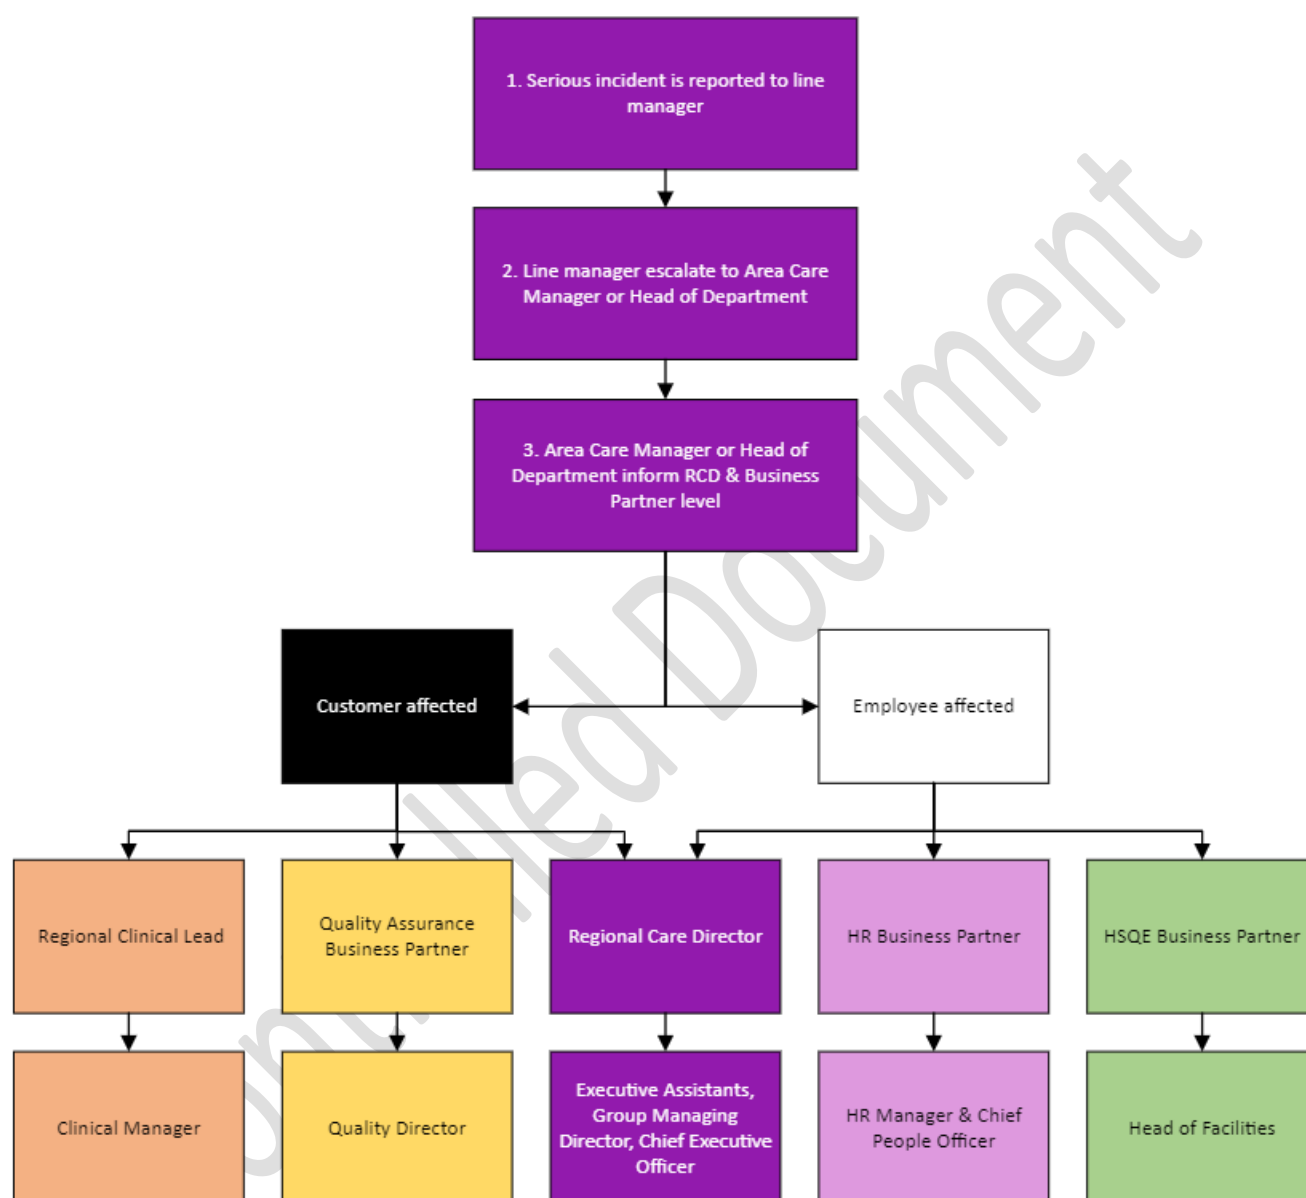 1. Serious incident is reported to line
manager
2. Line manager escalate to Area Care
Manager or Head of Department
3. Area Care Manager or Head of
Department inform RCD & Business
Partner level
Customer affected
Employee affected
Regional Clinical Lead
Quality Assurance
Business Partner
Regional Care Director
HR Business Partner
HSQE Business Partner
Clinical Manager
Quality Director
Executive Assistants,
Group Managing
Director, Chief Executive
Officer
HR Manager & Chief
People Officer
Head of Facilities
Document